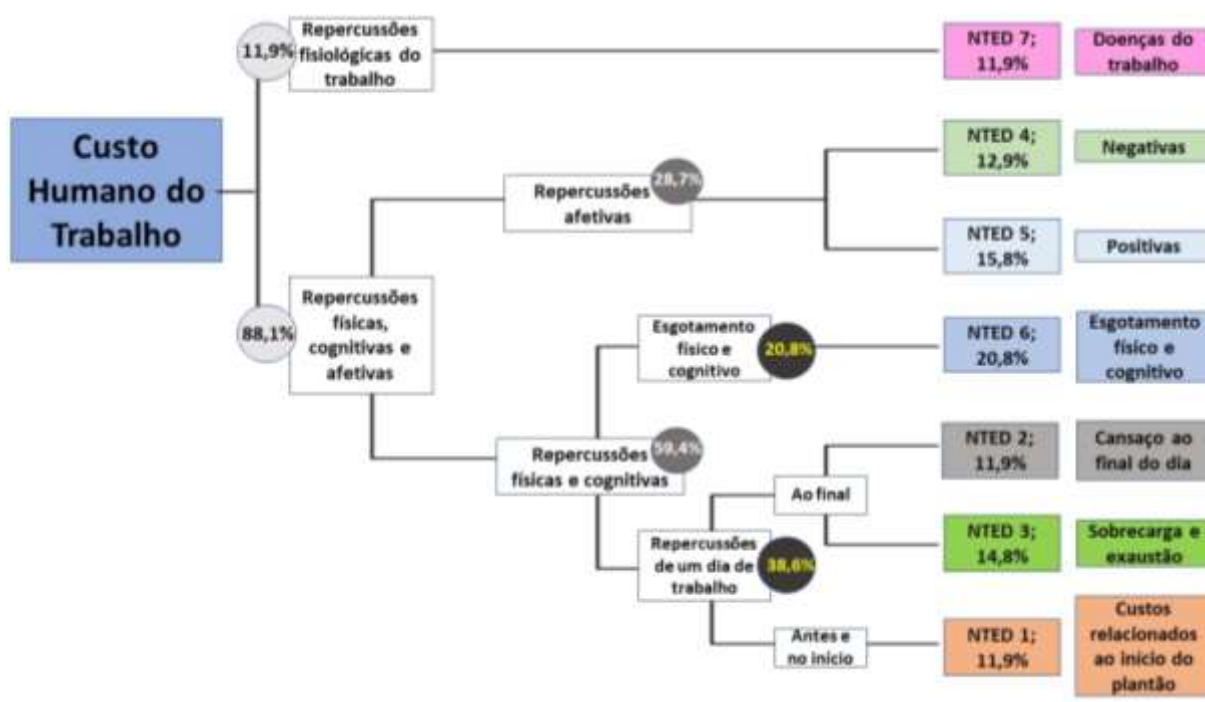 Custo
Humano do
Trabalho
11,9%
Repercussões
fisiológicas do
trabalho
NTED 7;
11,9%
Doenças do
trabalho
88,1%
Repercussões
físicas,
cognitivas e
afetivas
Repercussões
afetivas
28,7%
NTED 4;
12,9%
Negativas
NTED 5;
15,8%
Positivas
Repercussões
físicas e cognitivas
59,4%
Esgotamento
físico e
cognitivo
20,8%
NTED 6;
20,8%
Esgotamento
físico e
cognitivo
Repercussões
de um dia de
trabalho
38,6%
Ao final
NTED 2;
11,9%
Cansaço ao
final do dia
NTED 3;
14,8%
Sobrecarga e
exaustão
Antes e
no início
NTED 1;
11,9%
Custos
relacionados
ao início do
plantão